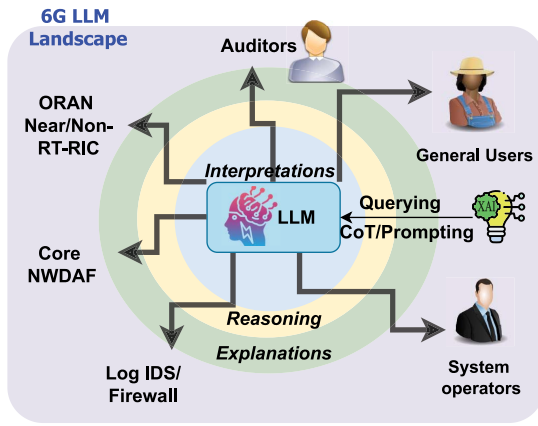 6G LLM
Landscape
Auditors
ORAN
Near/Non-
RT-RIC
General Users
Interpretations
LLM
Querying
CoT/Prompting
XAI
Core
NWDAF
Reasoning
Explanations
Log IDS/
Firewall
System
operators